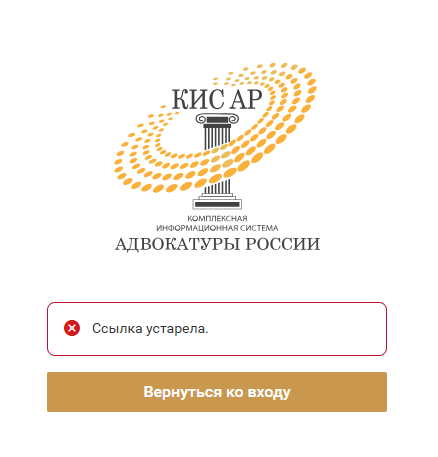 КИС АР
КОМПЛЕКСНАЯ
ИНФОРМАЦИОННАЯ СИСТЕМА
АДВОКАТУРЫ РОССИИ
Ссылка устарела.
Вернуться ко входу